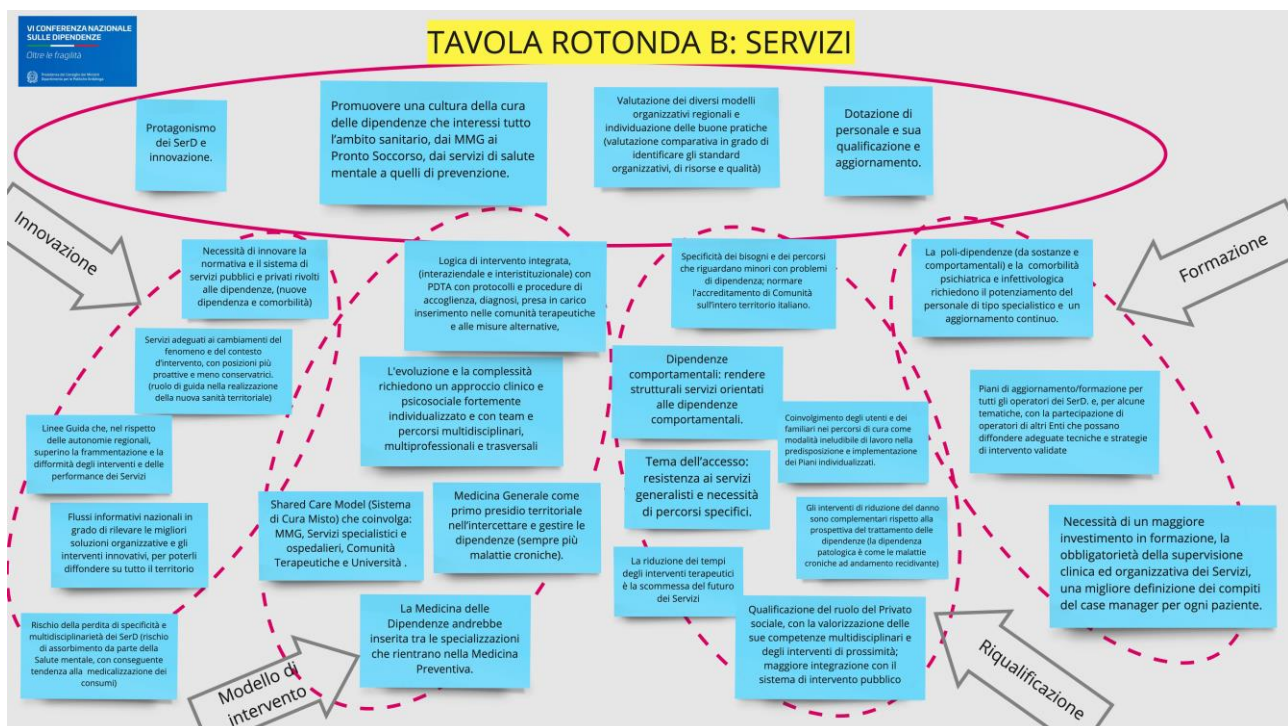 VI CONFERENZA NAZIONALE
SULLE DIPENDENZE
Oltre le fragilità
Presidenza del Consiglio dei Ministri
Dipartimento per le Politiche Antidroga
TAVOLA ROTONDA B: SERVIZI
Protagonismo
dei SerD e
innovazione.
Promuovere una cultura della cura
delle dipendenze che interessi tutto
l'ambito sanitario, dai MMG ai
Pronto Soccorso, dai servizi di salute
mentale a quelli di prevenzione.
Valutazione dei diversi modelli
organizzativi regionali e
individuazione delle buone pratiche
(valutazione comparativa in grado di
identificare gli standard
organizzativi, di risorse e qualità)
Dotazione di
personale e sua
qualificazione e
aggiornamento.
Innovazione
Necessità di innovare la
normativa e il sistema di
servizi pubblici e privati rivolti
alle dipendenze, (nuove
dipendenza e comorbilità)
Servizi adeguati ai cambiamenti del
fenomeno e del contesto
d'intervento, con posizioni più
proattive e meno conservatrici.
(ruolo di guida nella realizzazione
della nuova sanità territoriale)
Linee Guida che, nel rispetto
delle autonomie regionali,
superino la frammentazione e la
difformità degli interventi e delle
performance dei Servizi
Flussi informativi nazionali in
grado di rilevare le migliori
soluzioni organizzative e gli
interventi innovativi, per poterli
diffondere su tutto il territorio
Rischio della perdita di specificità e
multidisciplinarietà dei SerD (rischio
di assorbimento da parte della
Salute mentale, con conseguente
tendenza alla medicalizzazione dei
consumi)
Logica di intervento integrata,
(interaziendale e interistituzionale) con
PDTA con protocolli e procedure di
accoglienza, diagnosi, presa in carico
inserimento nelle comunità terapeutiche
e alle misure alternative,
L'evoluzione e la complessità
richiedono un approccio clinico e
psicosociale fortemente
individualizzato e con team e
percorsi multidisciplinari,
multiprofessionali e trasversali
Shared Care Model (Sistema
di Cura Misto) che coinvolga:
MMG, Servizi specialistici e
ospedalieri, Comunità
Terapeutiche e Università .
Medicina Generale come
primo presidio territoriale
nell'intercettare e gestire le
dipendenze (sempre più
malattie croniche).
La Medicina delle
Dipendenze andrebbe
inserita tra le specializzazioni
che rientrano nella Medicina
Preventiva.
Modello di
intervento
Specificità dei bisogni e dei percorsi
che riguardano minori con problemi
di dipendenza; normare
l'accreditamento di Comunità
sull'intero territorio italiano.
Dipendenze
comportamentali: rendere
strutturali servizi orientati
alle dipendenze
comportamentali.
Coinvolgimento degli utenti e dei
familiari nei percorsi di cura come
modalità ineludibile di lavoro nella
predisposizione e implementazione
dei Piani individualizzati.
Tema dell'accesso:
resistenza ai servizi
generalisti e necessità
di percorsi specifici.
Gli interventi di riduzione del danno
sono complementari rispetto alla
prospettiva del trattamento delle
dipendenze (la dipendenza
patologica è come le malattie
croniche ad andamento recidivante)
La riduzione dei tempi
degli interventi terapeutici
è la scommessa del futuro
dei Servizi
Qualificazione del ruolo del Privato
sociale, con la valorizzazione delle
sue competenze multidisciplinari e
degli interventi di prossimità;
maggiore integrazione con il
sistema di intervento pubblico
Riqualificazione
Formazione
La poli-dipendenze (da sostanze e
comportamentali) e la comorbilità
psichiatrica e infettivologica
richiedono il potenziamento del
personale di tipo specialistico e un
aggiornamento continuo.
Piani di aggiornamento/formazione per
tutti gli operatori dei SerD. e, per alcune
tematiche, con la partecipazione di
operatori di altri Enti che possano
diffondere adeguate tecniche e strategie
di intervento validate
Necessità di un maggiore
investimento in formazione, la
obbligatorietà della supervisione
clinica ed organizzativa dei Servizi,
una migliore definizione dei compiti
del case manager per ogni paziente.